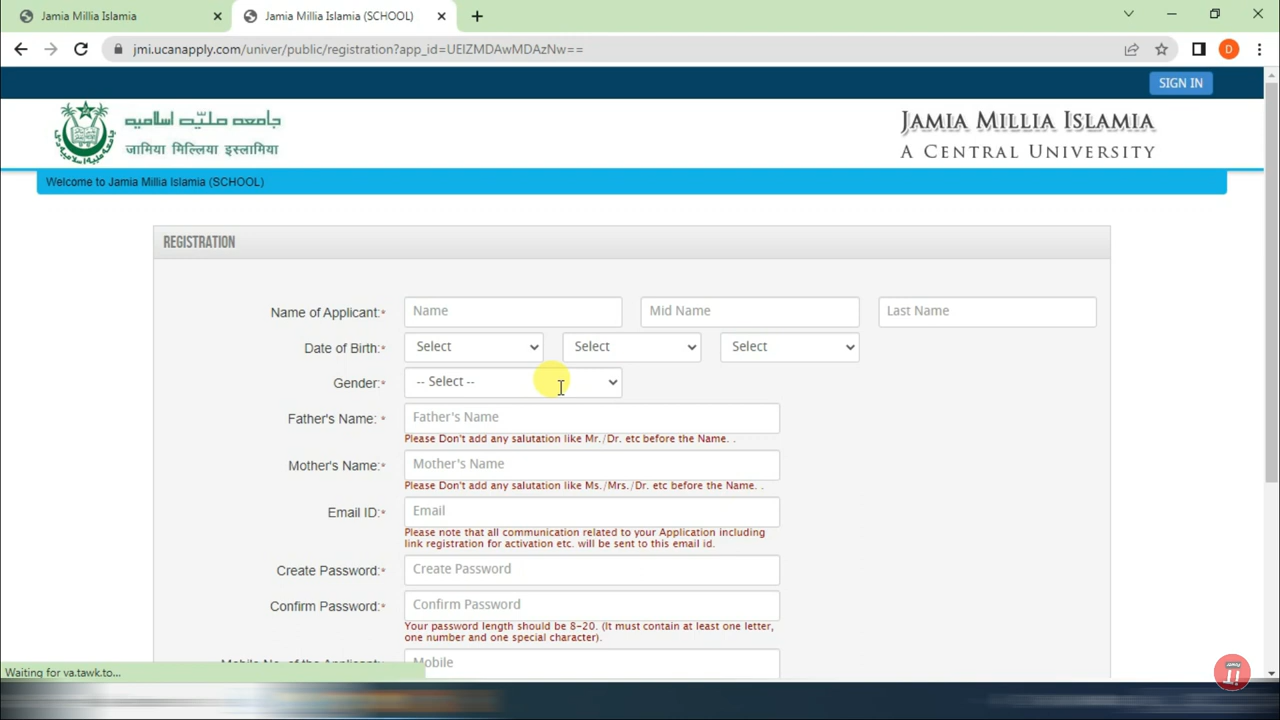 Jamia Millia Islamia
Jamia Millia Islamia (SCHOOL)
jmi.ucanapply.com/univer/public/registration?app_id=UElZMDAwMDAzNw==
D
SIGN IN
جامعه ملیّہ اسلامیہ
जामिया मिल्लिया इस्लामिया
JAMIA MILLIA ISLAMIA
A CENTRAL UNIVERSITY
Welcome to Jamia Millia Islamia (SCHOOL)
REGISTRATION
Name of Applicant:* Name Mid Name Last Name
Date of Birth:* Select Select Select
Gender:* -- Select --
Father's Name: * Father's Name
Please Don't add any salutation like Mr./Dr. etc before the Name. .
Mother's Name:* Mother's Name
Please Don't add any salutation like Ms./Mrs./Dr. etc before the Name. .
Email ID:* Email
Please note that all communication related to your Application including
link registration for activation etc. will be sent to this email id.
Create Password:* Create Password
Confirm Password:* Confirm Password
Your password length should be 8-20. (It must contain at least one letter,
one number and one special character).
Mobile No. of the Applicant: Mobile
Waiting for va.tawk.to...